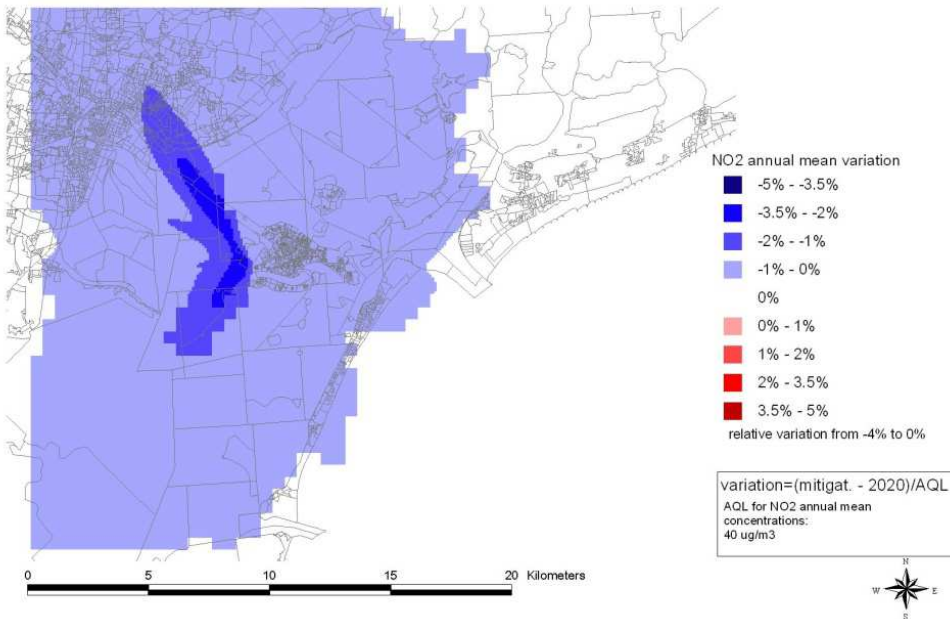 NO2 annual mean variation
-5% - -3.5%
-3.5% - -2%
-2% - -1%
-1% - 0%
0%
0% - 1%
1% - 2%
2% - 3.5%
3.5% - 5%
relative variation from -4% to 0%
variation=(mitigat. - 2020)/AQL
AQL for NO2 annual mean
concentrations:
40 ug/m3
0 5 10 15 20 Kilometers
N
W E
S